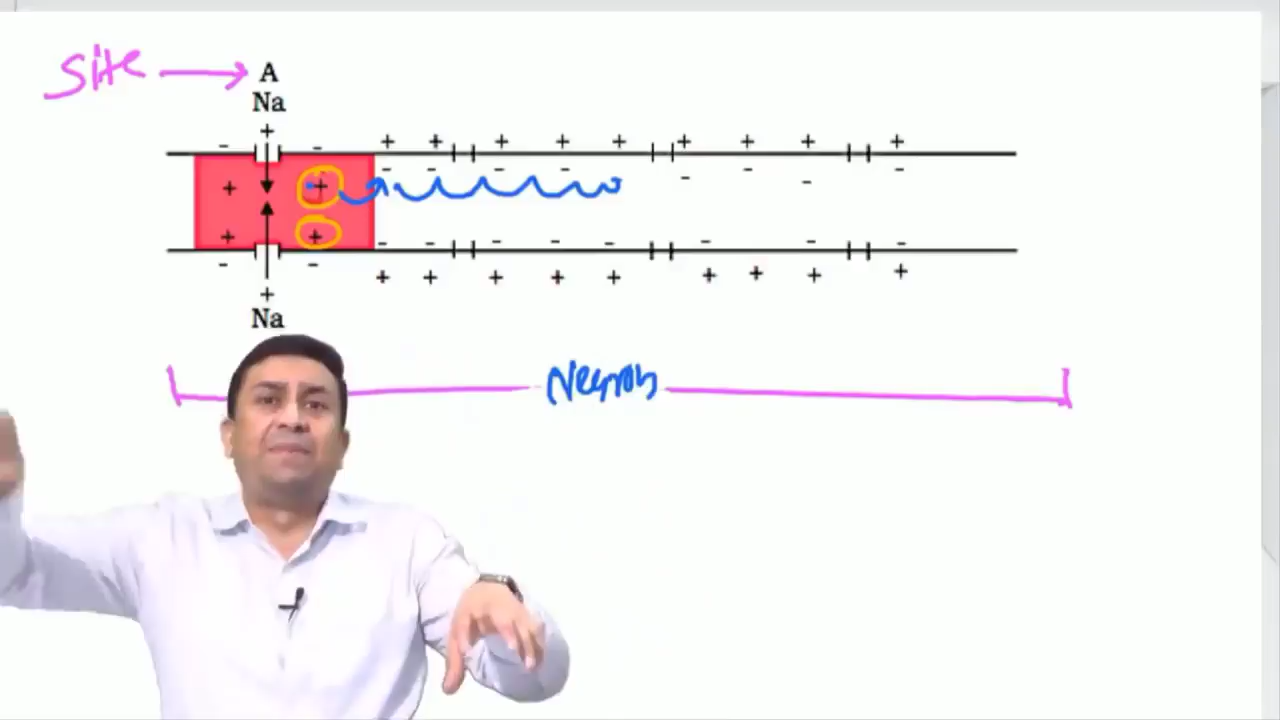 Site → A
Na
+
- - + + + + + + + + +
+ + - - - - - - - -
+ + - - - - - - - -
- - + + + + + + + + +
+
Na
Neuron